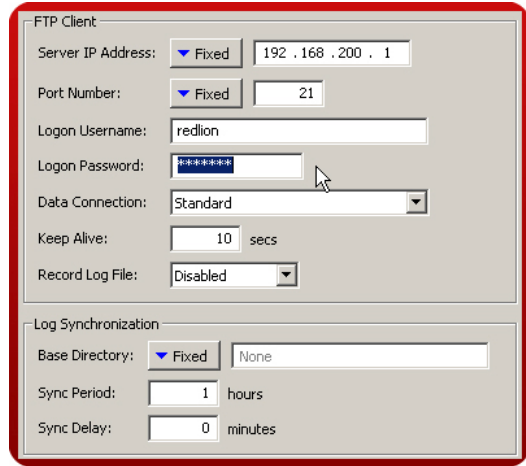 FTP Client
Server IP Address: Fixed 192 . 168 . 200 . 1
Port Number: Fixed 21
Logon Username: redlion
Logon Password: *******
Data Connection: Standard
Keep Alive: 10 secs
Record Log File: Disabled
Log Synchronization
Base Directory: Fixed None
Sync Period: 1 hours
Sync Delay: 0 minutes